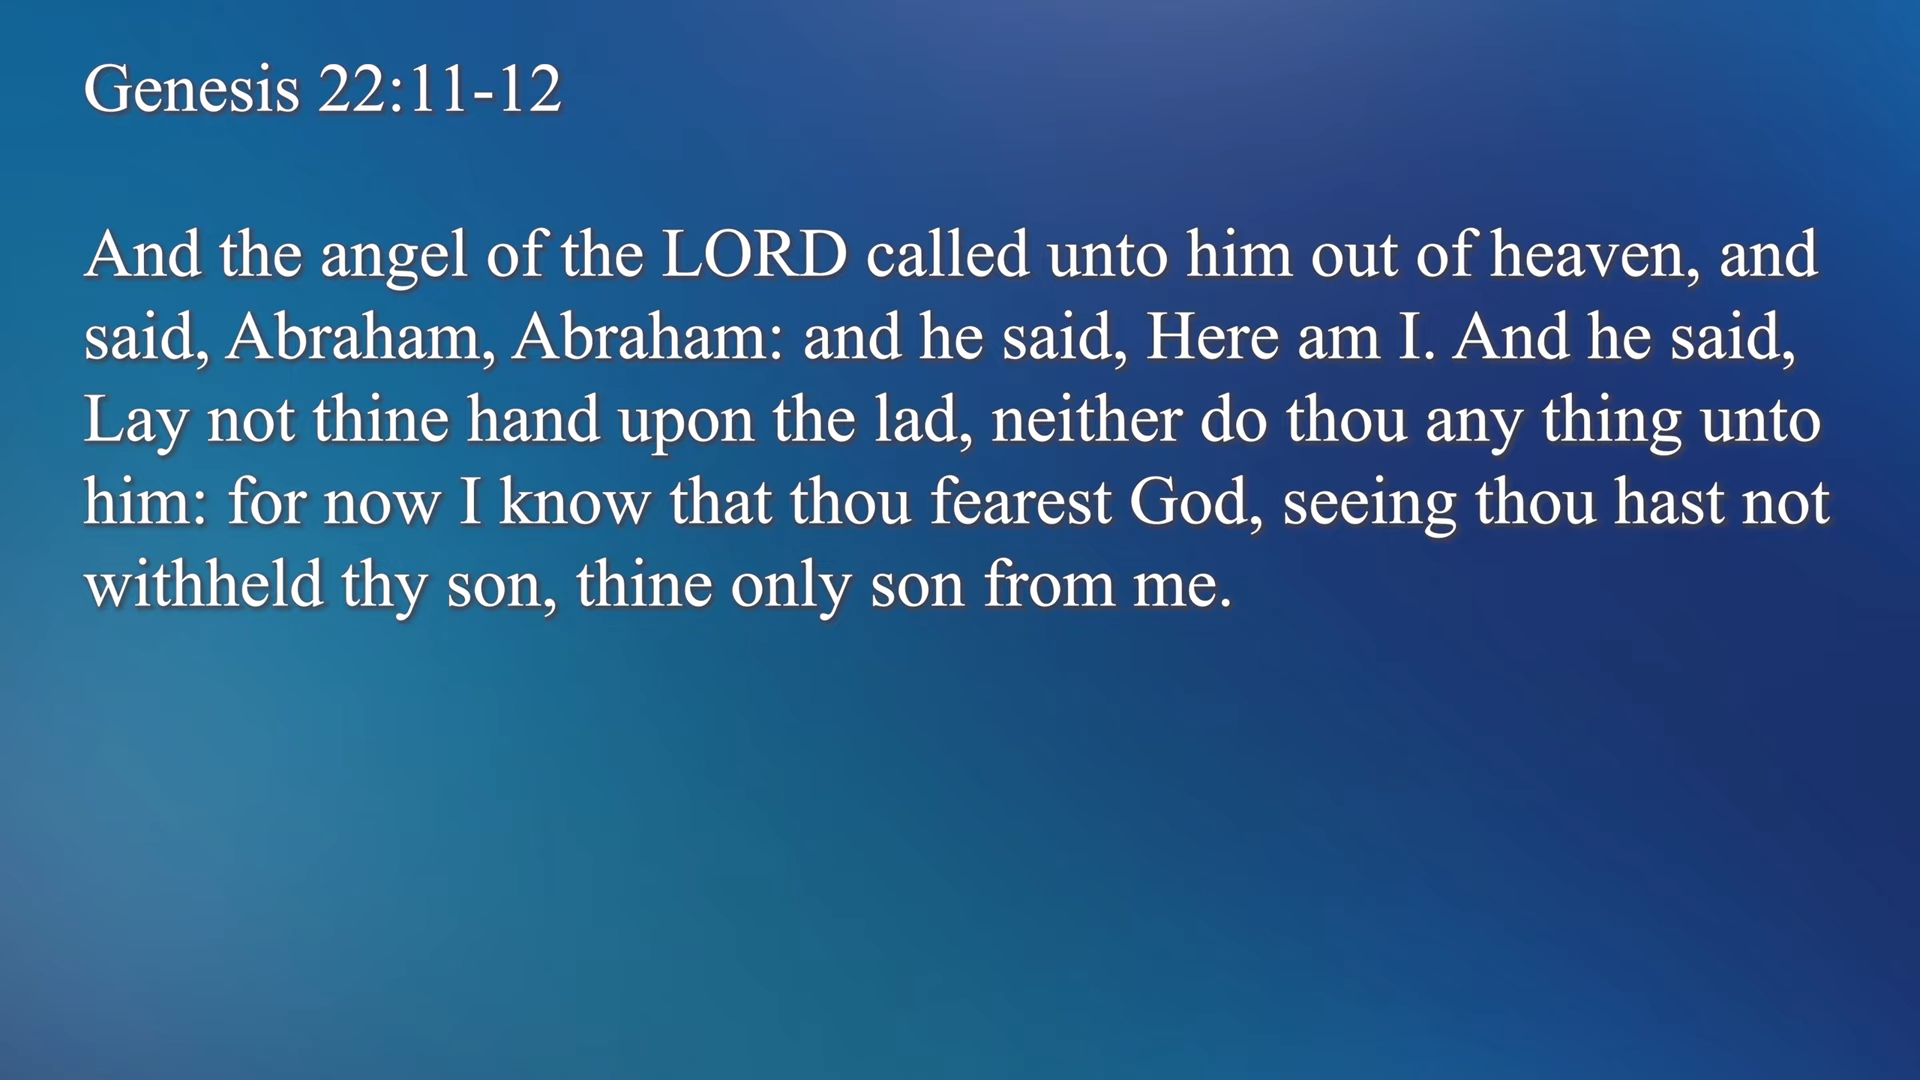 Genesis 22:11-12
And the angel of the LORD called unto him out of heaven, and
said, Abraham, Abraham: and he said, Here am I. And he said,
Lay not thine hand upon the lad, neither do thou any thing unto
him: for now I know that thou fearest God, seeing thou hast not
withheld thy son, thine only son from me.